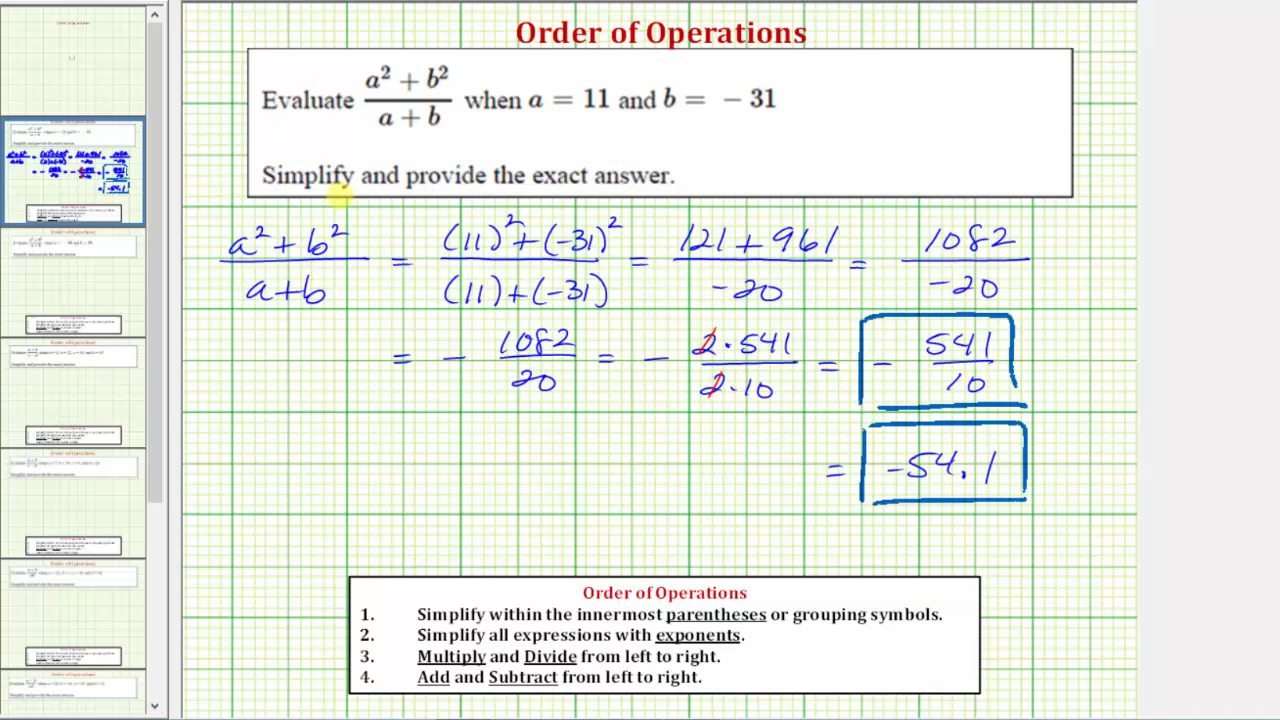 Order of Operations
Evaluate (a² + b²)/(a + b) when a = 11 and b = − 31
Simplify and provide the exact answer.
(a² + b²)/(a + b) = ((11)² + (−31)²)/((11) + (−31)) = (121 + 961)/(−20) = 1082/(−20)
= − 1082/20 = − (2 · 541)/(2 · 10) = − 541/10
= −54.1
Order of Operations
1. Simplify within the innermost parentheses or grouping symbols.
2. Simplify all expressions with exponents.
3. Multiply and Divide from left to right.
4. Add and Subtract from left to right.